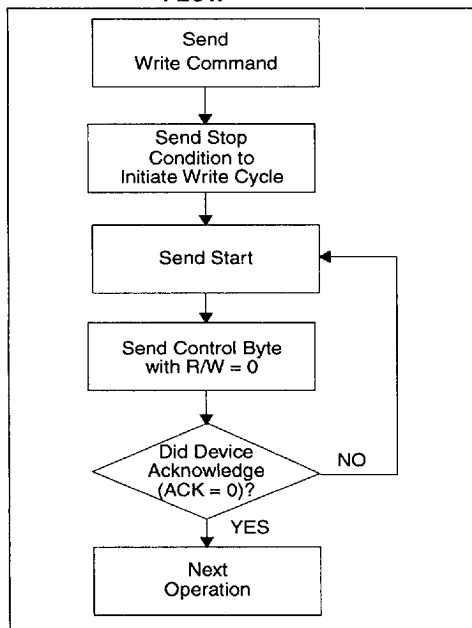 Send
Write Command
Send Stop
Condition to
Initiate Write Cycle
Send Start
Send Control Byte
with R/W = 0
Did Device
Acknowledge
(ACK = 0)?
NO
YES
Next
Operation